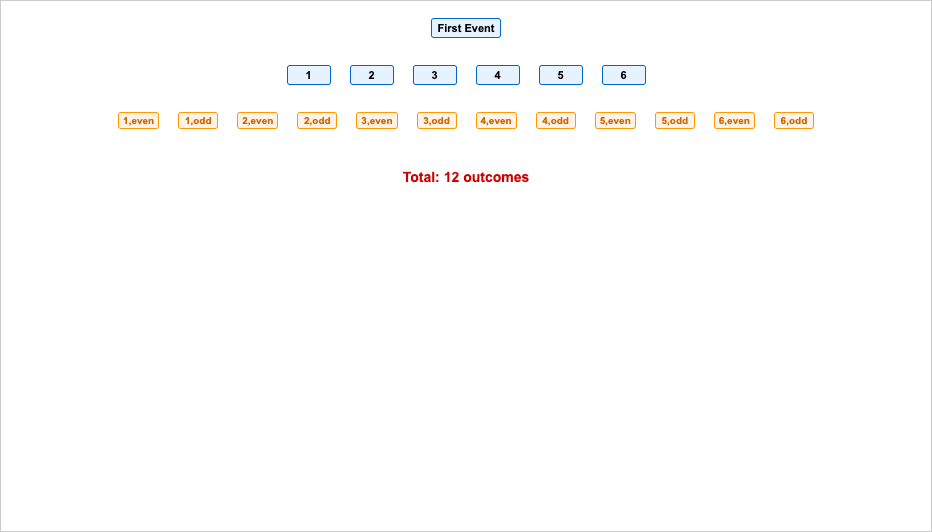 First Event
1 2 3 4 5 6
1,even 1,odd 2,even 2,odd 3,even 3,odd 4,even 4,odd 5,even 5,odd 6,even 6,odd
Total: 12 outcomes